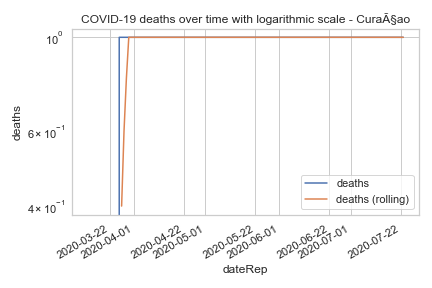 COVID-19 deaths over time with logarithmic scale - CuraÃ§ao
10⁰
6 × 10⁻¹
4 × 10⁻¹
deaths
deaths
deaths (rolling)
2020-03-22
2020-04-01
2020-04-22
2020-05-01
2020-05-22
2020-06-01
2020-06-22
2020-07-01
2020-07-22
dateRep